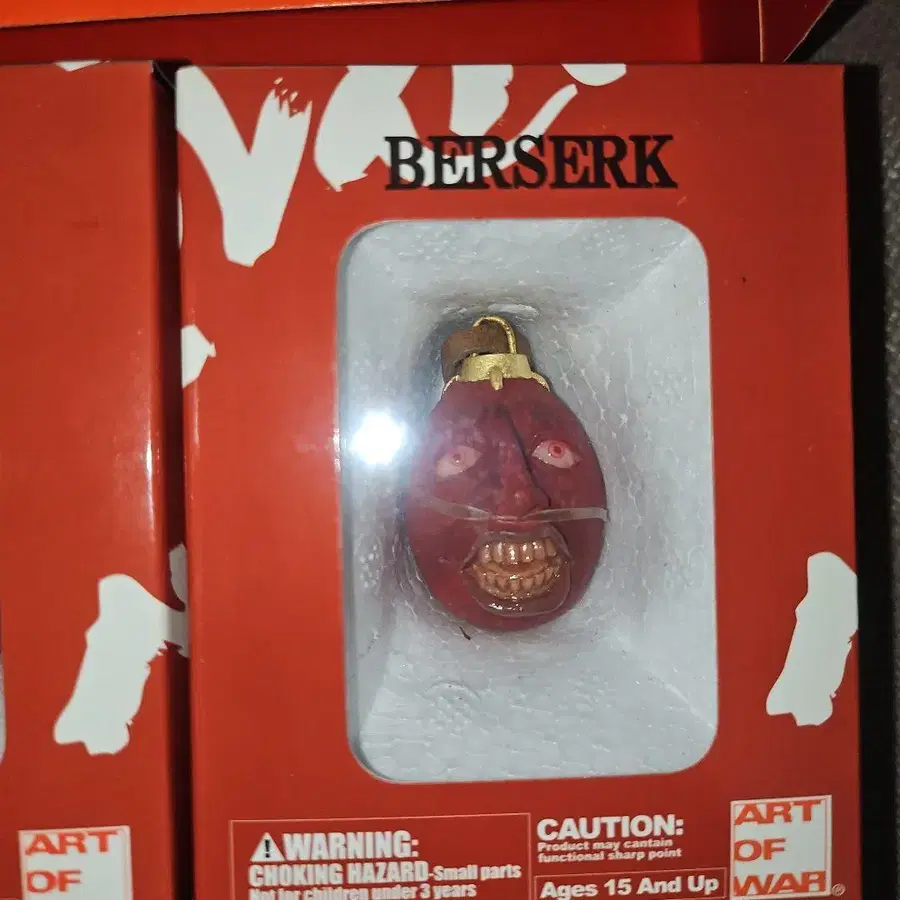 BERSERK
ART
OF
WARNING:
CHOKING HAZARD-Small parts
Not for children under 3 years
CAUTION:
Product may cantain
functional sharp point
Ages 15 And Up
ART
OF
WAR®